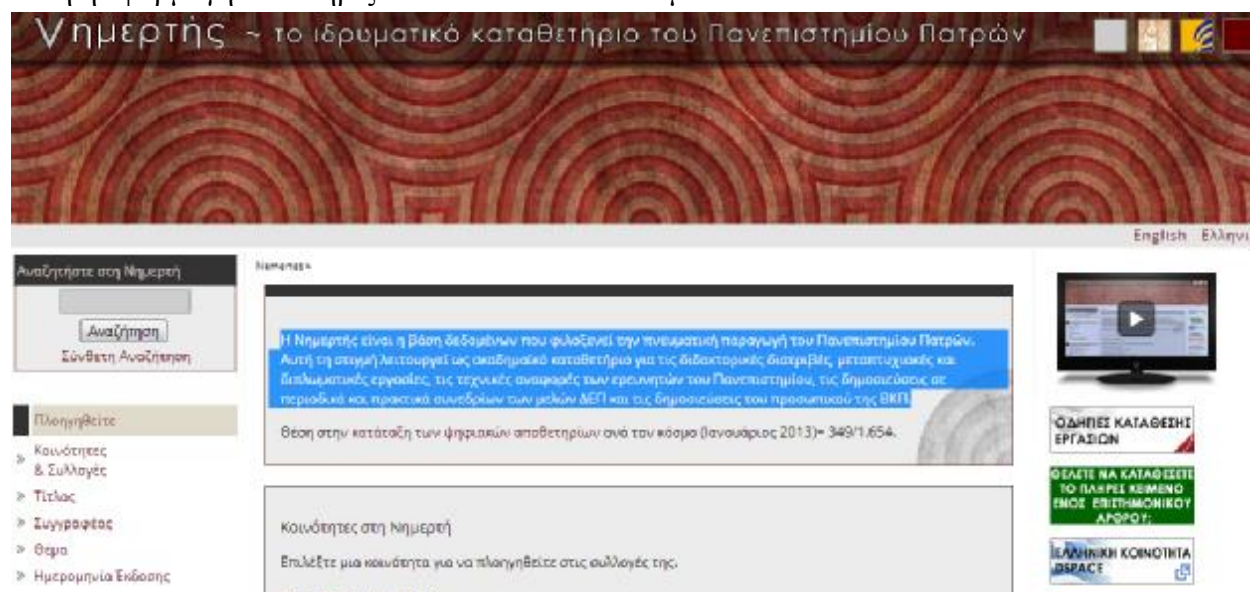 Νημερτής ~ το ιδρυματικό καταθετήριο του Πανεπιστημίου Πατρών
English Ελληνι
Αναζητήστε στη Νημερτή
Αναζήτηση
Σύνθετη Αναζήτηση
Πλοηγηθείτε
» Κοινότητες
& Συλλογές
» Τίτλος
» Συγγραφέας
» Θέμα
» Ημερομηνία Έκδοσης
Nemertes »
Η Νημερτής είναι η βάση δεδομένων που φιλοξενεί την πνευματική παραγωγή του Πανεπιστημίου Πατρών.
Αυτή τη στιγμή λειτουργεί ως ακαδημαϊκό καταθετήριο για τις διδακτορικές διατριβές, μεταπτυχιακές και
διπλωματικές εργασίες, τις τεχνικές αναφορές των ερευνητών του Πανεπιστημίου, τις δημοσιεύσεις σε
περιοδικά και πρακτικά συνεδρίων των μελών ΔΕΠ και τις δημοσιεύσεις του προσωπικού της ΒΚΠ.
Θέση στην κατάταξη των ψηφιακών αποθετηρίων ανά τον κόσμο (Ιανουάριος 2013)= 349/1.654.
Κοινότητες στη Νημερτή
Επιλέξτε μια κοινότητα για να πλοηγηθείτε στις συλλογές της.
ΟΔΗΓΙΕΣ ΚΑΤΑΘΕΣΗΣ
ΕΡΓΑΣΙΩΝ
ΘΕΛΕΤΕ ΝΑ ΚΑΤΑΘΕΣΕΤΕ
ΤΟ ΠΛΗΡΕΣ ΚΕΙΜΕΝΟ
ΕΝΟΣ ΕΠΙΣΤΗΜΟΝΙΚΟΥ
ΑΡΘΡΟΥ;
ΕΛΛΗΝΙΚΗ ΚΟΙΝΟΤΗΤΑ
DSPACE